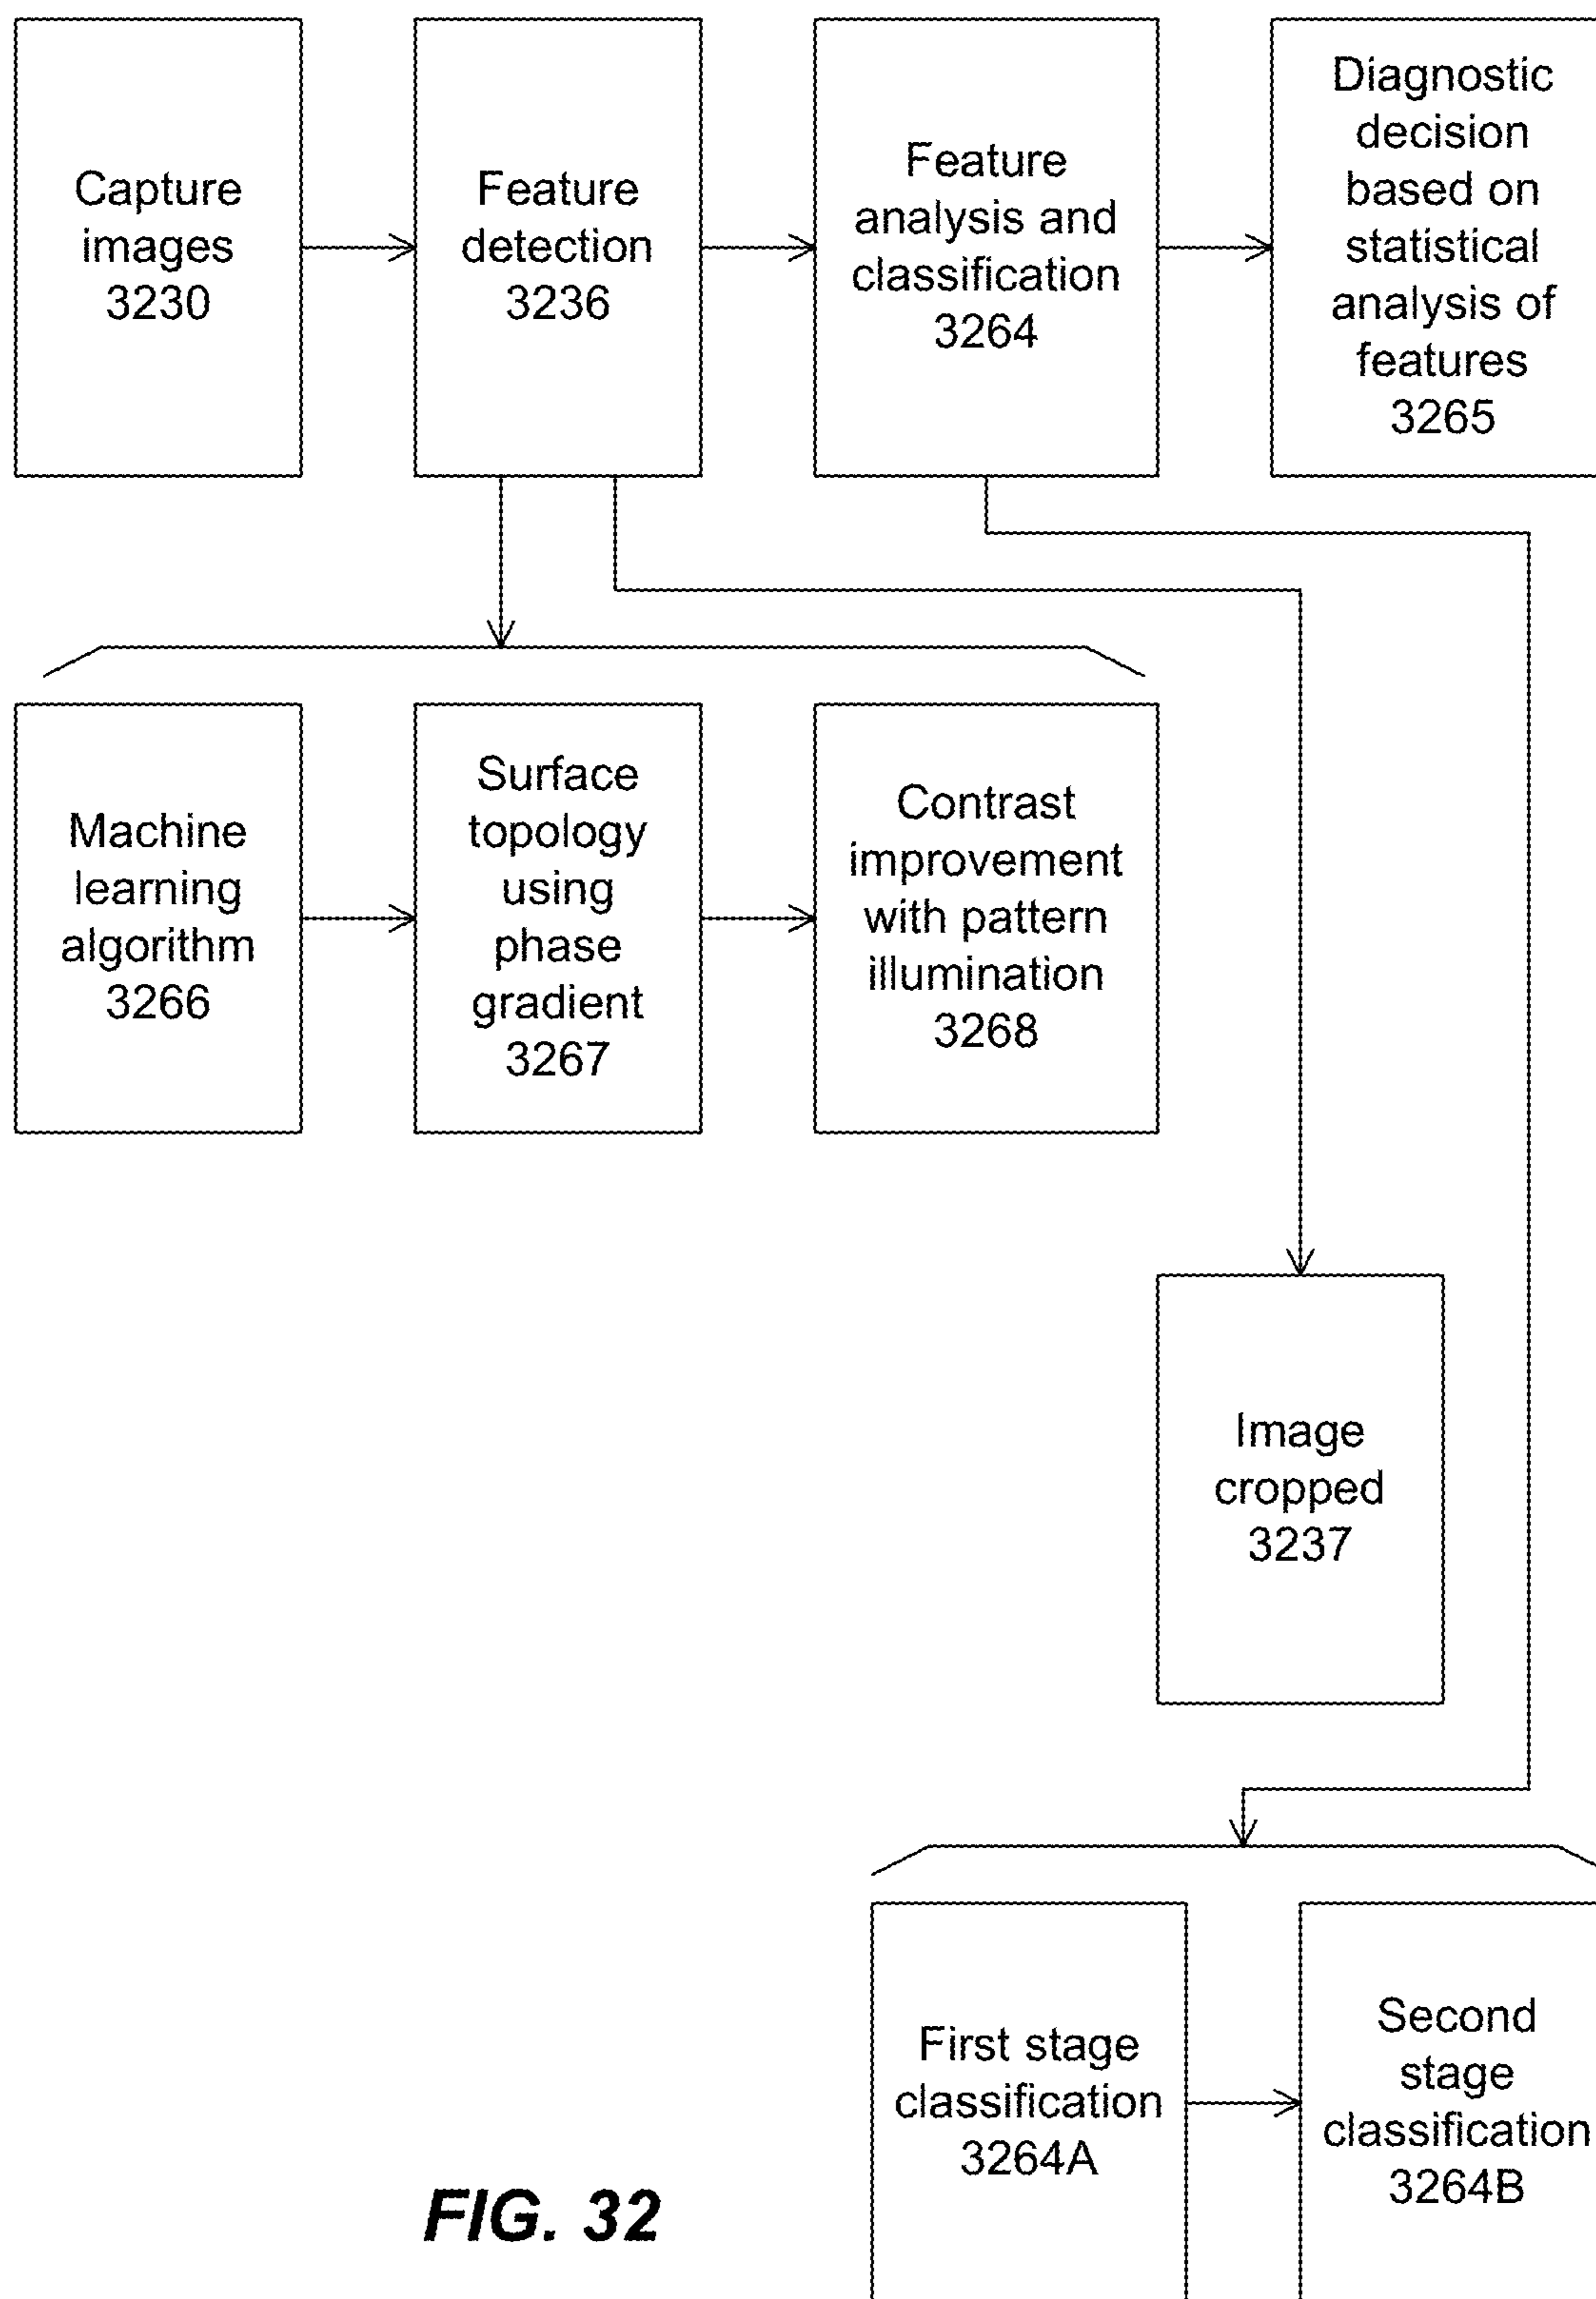 Capture
images
3230
Feature
detection
3236
Feature
analysis and
classification
3264
Diagnostic
decision
based on
statistical
analysis of
features
3265
Machine
learning
algorithm
3266
Surface
topology
using
phase
gradient
3267
Contrast
improvement
with pattern
illumination
3268
Image
cropped
3237
First stage
classification
3264A
Second
stage
classification
3264B
FIG. 32